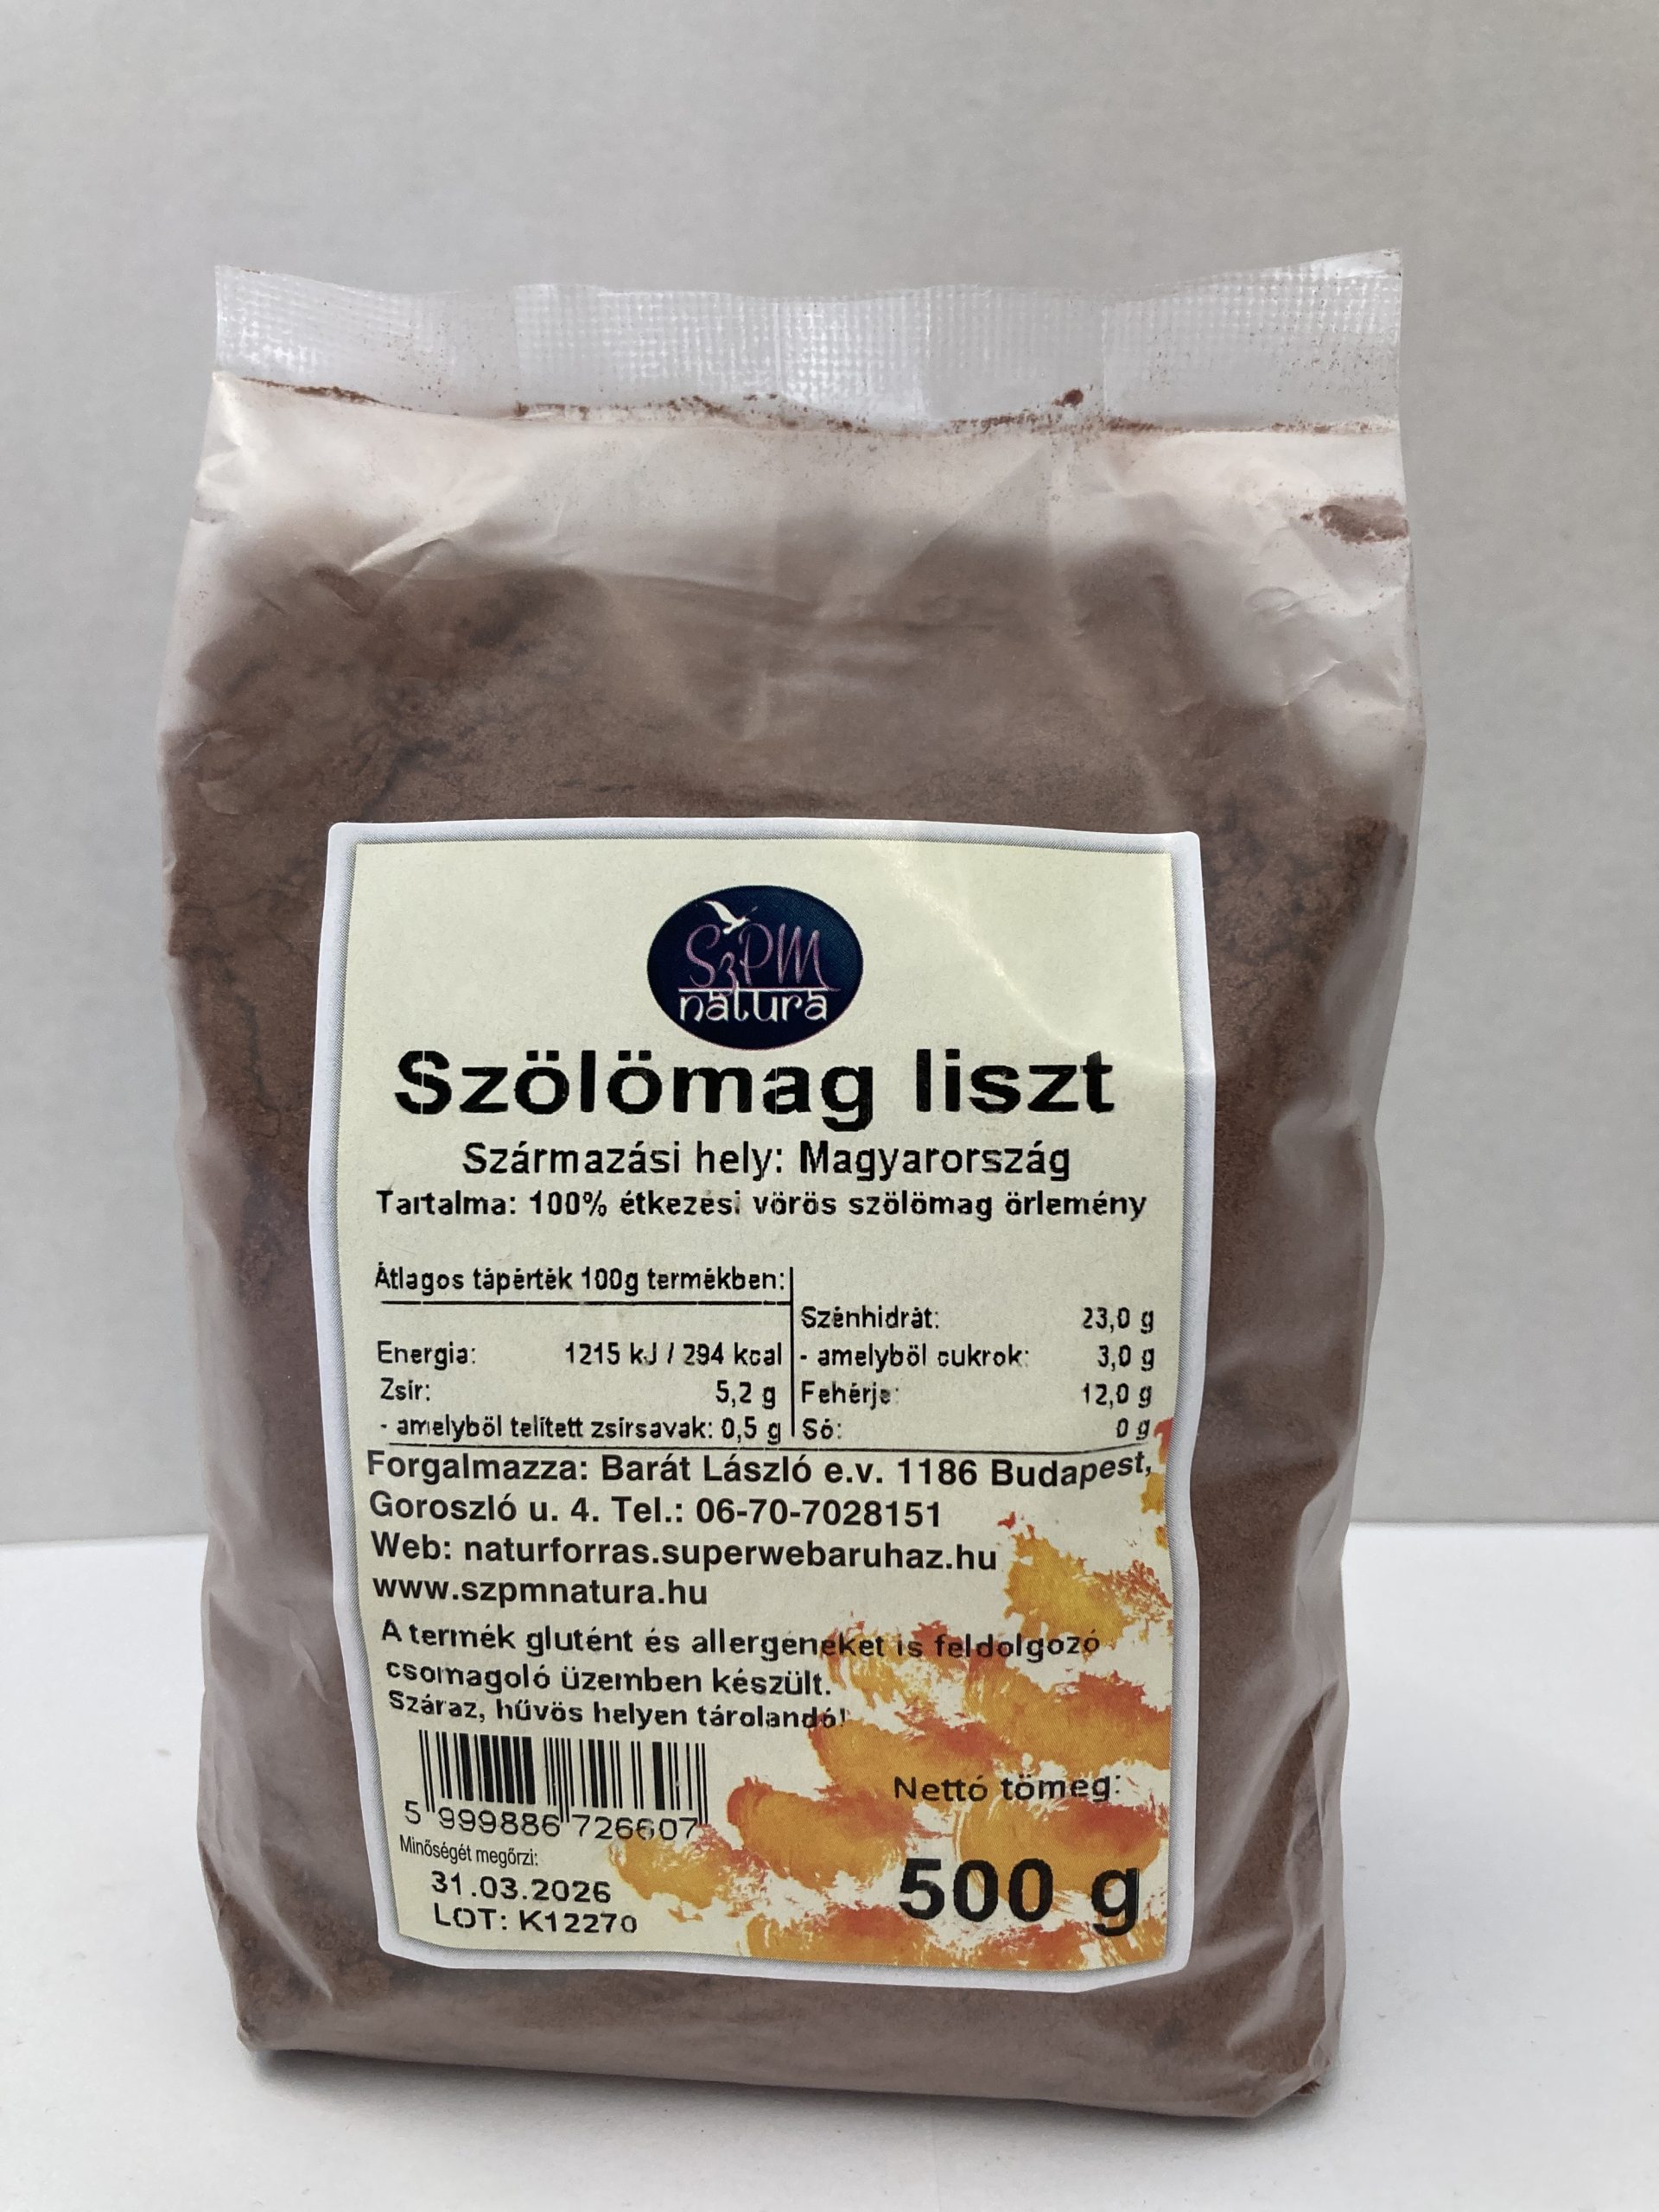 SzPM
natura
Szölömag liszt
Származási hely: Magyarország
Tartalma: 100% étkezési vörös szölömag örlemény
Átlagos tápérték 100g termékben:
Energia: 1215 kJ / 294 kcal
Zsír: 5,2 g
- amelyböl telített zsírsavak: 0,5 g
Szénhidrát: 23,0 g
- amelyböl cukrok: 3,0 g
Fehérje: 12,0 g
Só: 0 g
Forgalmazza: Barát László e.v. 1186 Budapest,
Goroszló u. 4. Tel.: 06-70-7028151
Web: naturforras.superwebaruhaz.hu
www.szpmnatura.hu
A termék glutént és allergéneket is feldolgozó
csomagoló üzemben készült.
Száraz, hűvös helyen tárolandó!
5 999886 726607
Minőségét megőrzi:
31.03.2026
LOT: K12270
Nettó tömeg:
500 g